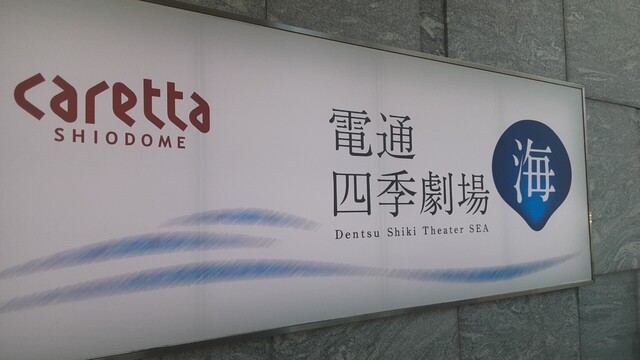 caretta
SHIODOME
電通
四季劇場
海
Dentsu Shiki Theater SEA